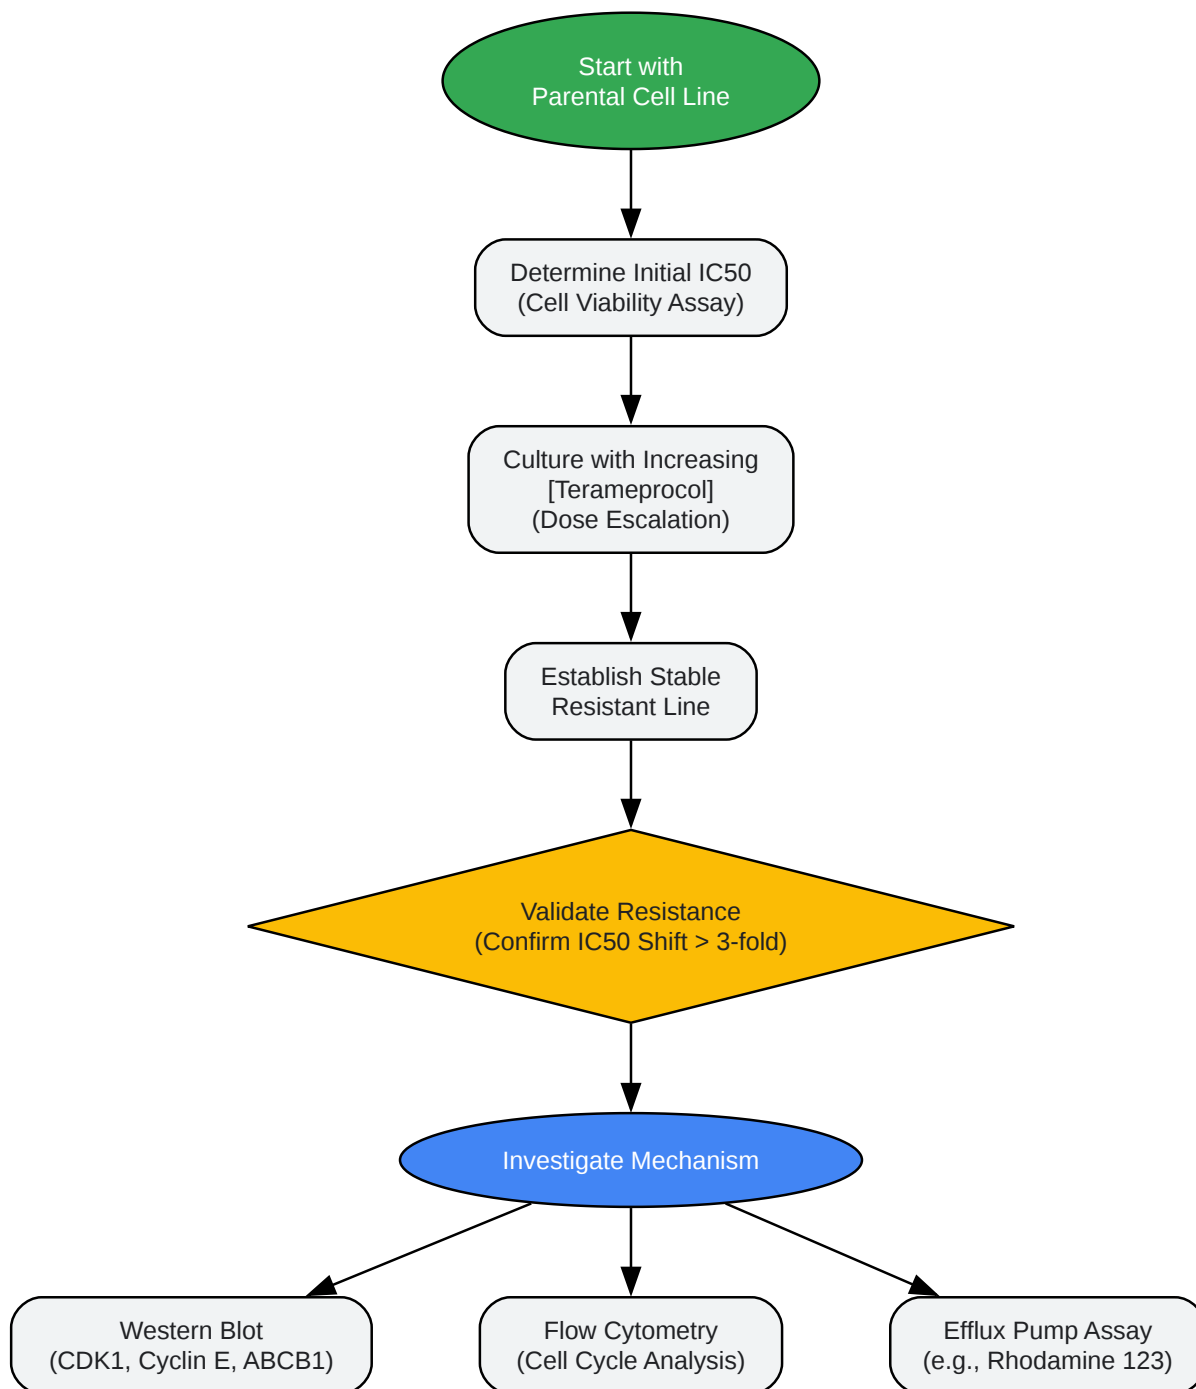 Start with
Parental Cell Line
Determine Initial IC50
(Cell Viability Assay)
Culture with Increasing
[Terameprocol]
(Dose Escalation)
Establish Stable
Resistant Line
Validate Resistance
(Confirm IC50 Shift > 3-fold)
Investigate Mechanism
Western Blot
(CDK1, Cyclin E, ABCB1)
Flow Cytometry
(Cell Cycle Analysis)
Efflux Pump Assay
(e.g., Rhodamine 123)